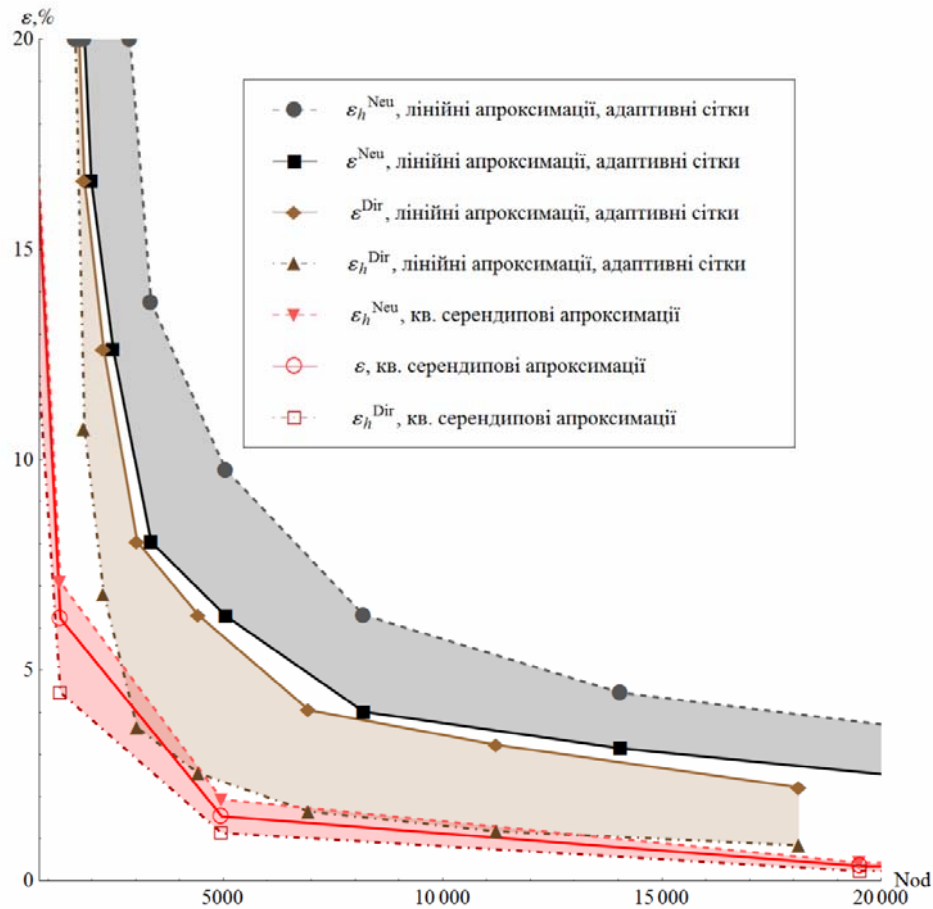 ε,%
20
15
10
5
0
ε_h^Neu, лінійні апроксимації, адаптивні сітки
ε^Neu, лінійні апроксимації, адаптивні сітки
ε^Dir, лінійні апроксимації, адаптивні сітки
ε_h^Dir, лінійні апроксимації, адаптивні сітки
ε_h^Neu, кв. серендипові апроксимації
ε, кв. серендипові апроксимації
ε_h^Dir, кв. серендипові апроксимації
5000 10 000 15 000 20 000
Nod